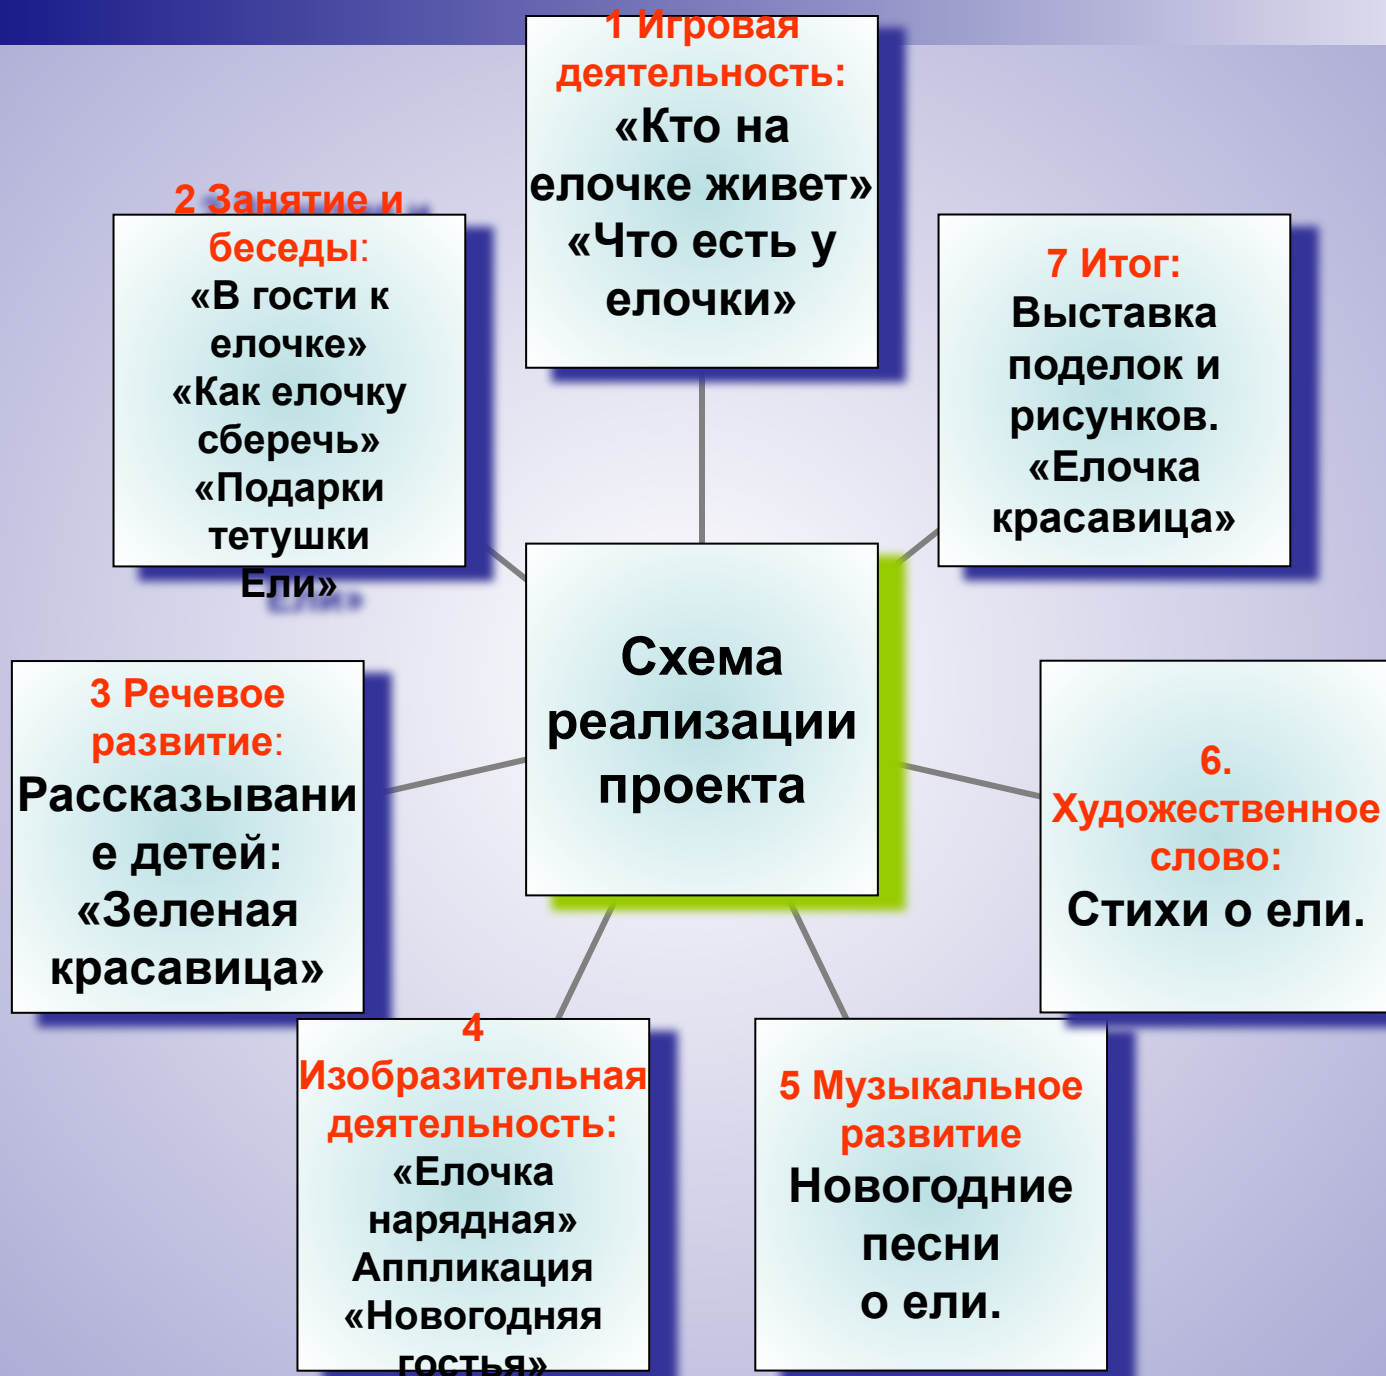 1 Игровая
деятельность:
«Кто на
елочке живет»
«Что есть у
елочки»
2 Занятие и
беседы:
«В гости к
елочке»
«Как елочку
сберечь»
«Подарки
тетушки
Ели»
7 Итог:
Выставка
поделок и
рисунков.
«Елочка
красавица»
Схема
реализации
проекта
3 Речевое
развитие:
Рассказывани
е детей:
«Зеленая
красавица»
6.
Художественное
слово:
Стихи о ели.
4
Изобразительная
деятельность:
«Елочка
нарядная»
Аппликация
«Новогодняя
гостья»
5 Музыкальное
развитие
Новогодние
песни
о ели.